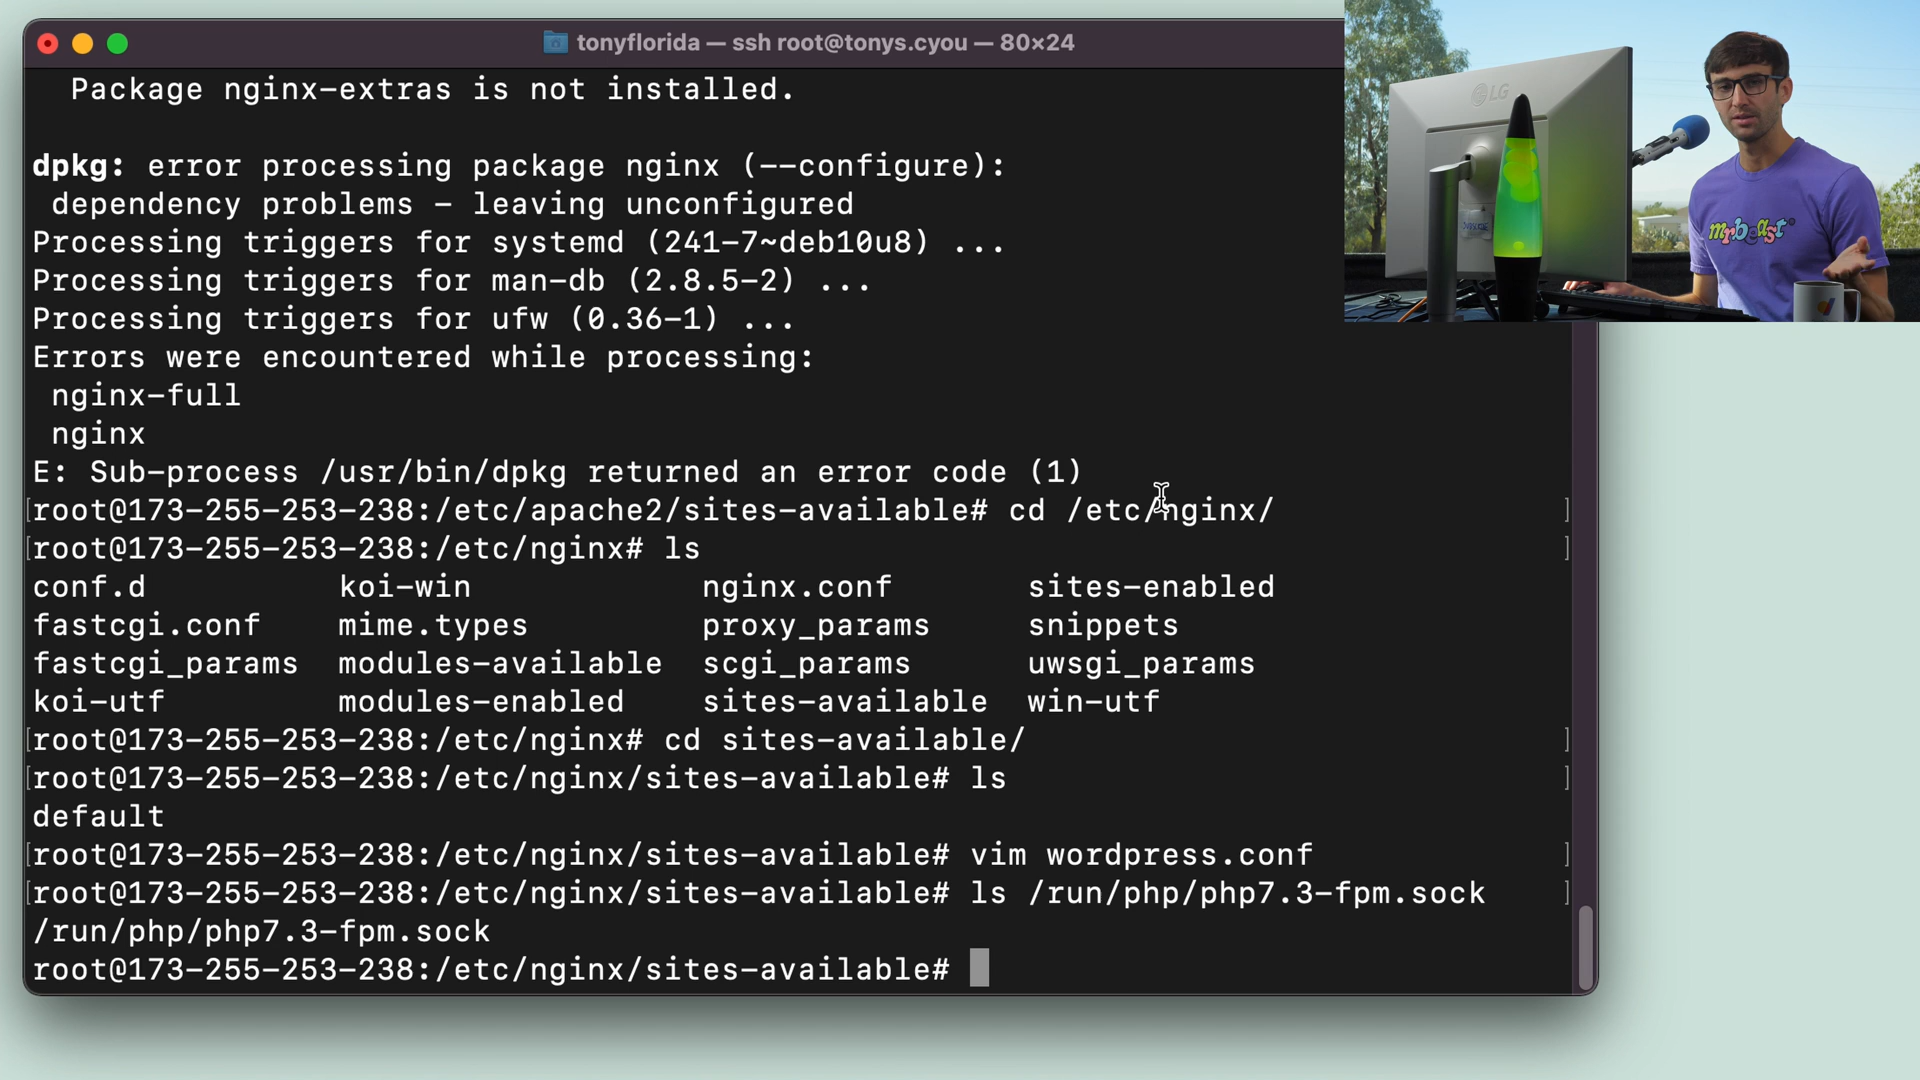 tonyflorida — ssh root@tonys.cyou — 80×24
Package nginx-extras is not installed.
dpkg: error processing package nginx (--configure):
dependency problems - leaving unconfigured
Processing triggers for systemd (241-7~deb10u8) ...
Processing triggers for man-db (2.8.5-2) ...
Processing triggers for ufw (0.36-1) ...
Errors were encountered while processing:
nginx-full
nginx
E: Sub-process /usr/bin/dpkg returned an error code (1)
[root@173-255-253-238:/etc/apache2/sites-available# cd /etc/nginx/ ]
[root@173-255-253-238:/etc/nginx# ls ]
conf.d koi-win nginx.conf sites-enabled
fastcgi.conf mime.types proxy_params snippets
fastcgi_params modules-available scgi_params uwsgi_params
koi-utf modules-enabled sites-available win-utf
[root@173-255-253-238:/etc/nginx# cd sites-available/ ]
[root@173-255-253-238:/etc/nginx/sites-available# ls ]
default
[root@173-255-253-238:/etc/nginx/sites-available# vim wordpress.conf ]
[root@173-255-253-238:/etc/nginx/sites-available# ls /run/php/php7.3-fpm.sock ]
/run/php/php7.3-fpm.sock
root@173-255-253-238:/etc/nginx/sites-available#
LG
mrbeast